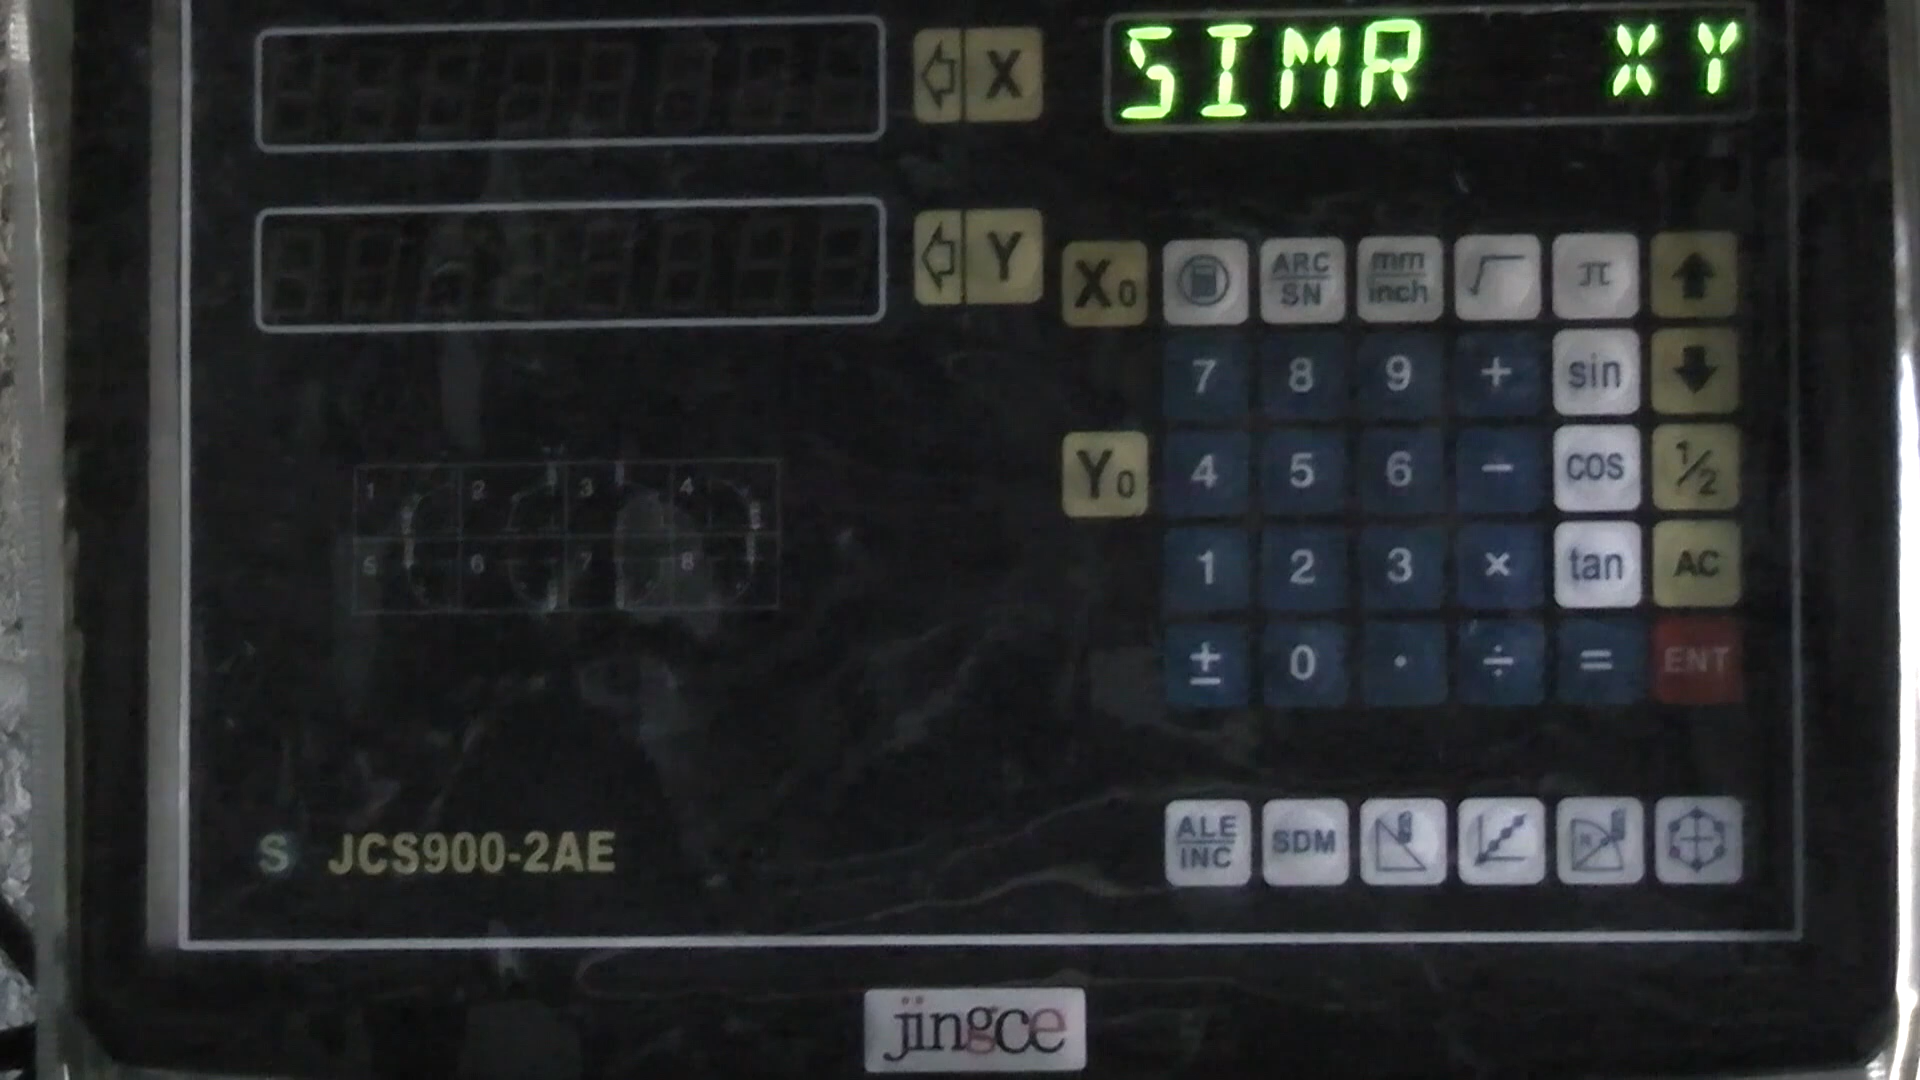 X SIMR XY
Y
X0 ARC/SN mm/inch √ π
7 8 9 + sin
1 2 3 4
Y0 4 5 6 − cos 1/2
5 6 7 8
1 2 3 × tan AC
± 0 · ÷ = ENT
S JCS900-2AE
ALE/INC SDM R
jingce